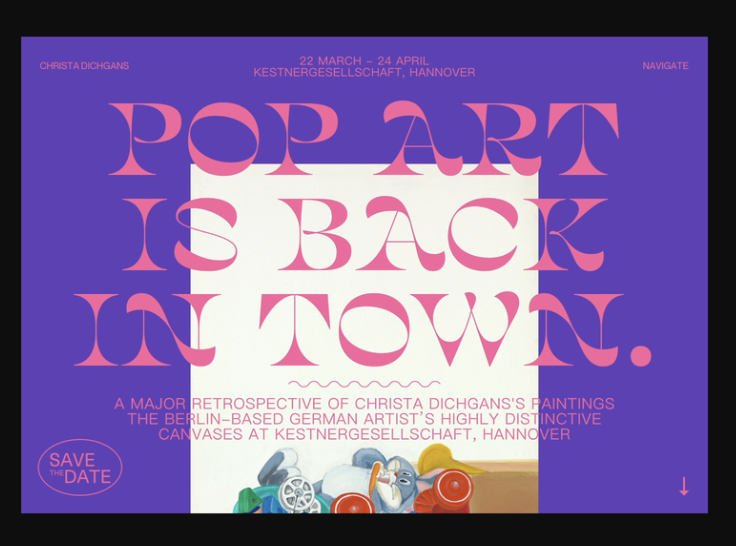 CHRISTA DICHGANS
22 MARCH – 24 APRIL
KESTNERGESELLSCHAFT, HANNOVER
NAVIGATE
POP ART
IS BACK
IN TOWN.
A MAJOR RETROSPECTIVE OF CHRISTA DICHGANS'S PAINTINGS
THE BERLIN–BASED GERMAN ARTIST'S HIGHLY DISTINCTIVE
CANVASES AT KESTNERGESELLSCHAFT, HANNOVER
SAVE
THE DATE